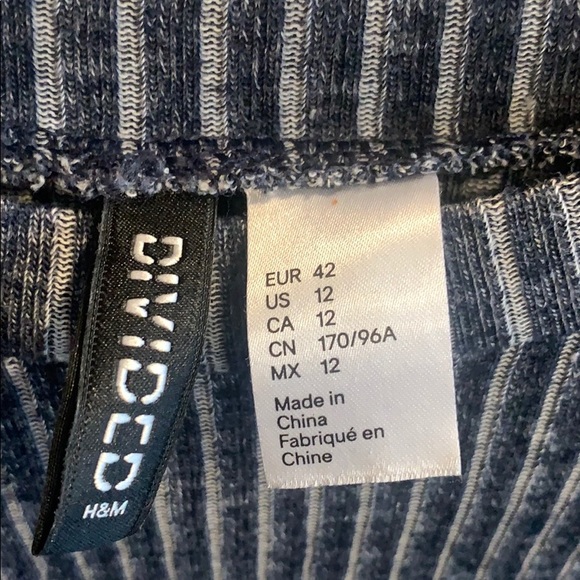 DIVIDED
H&M
EUR 42
US 12
CA 12
CN 170/96A
MX 12
Made in
China
Fabriqué en
Chine